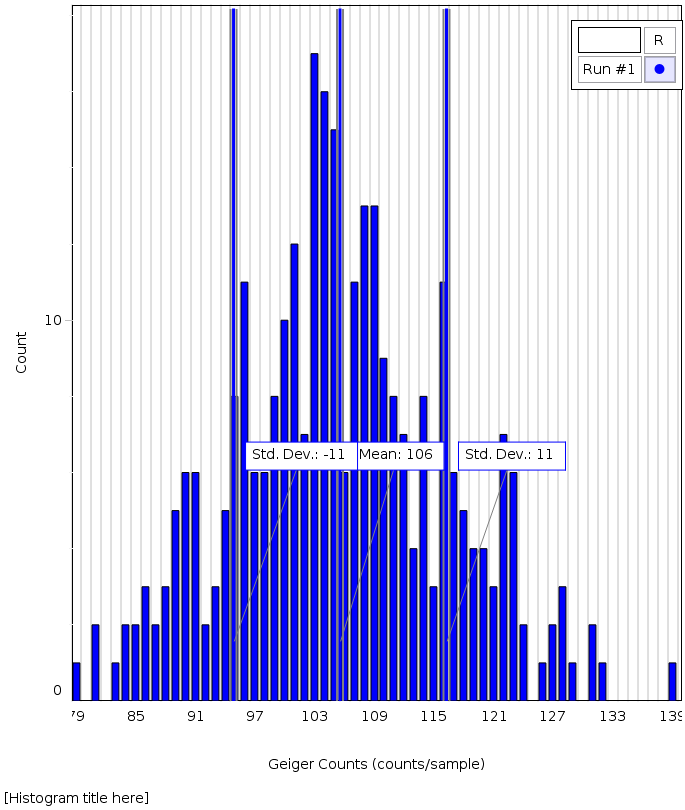 R
Run #1
10
Count
Std. Dev.: -11
Mean: 106
Std. Dev.: 11
0
79 85 91 97 103 109 115 121 127 133 139
Geiger Counts (counts/sample)
[Histogram title here]